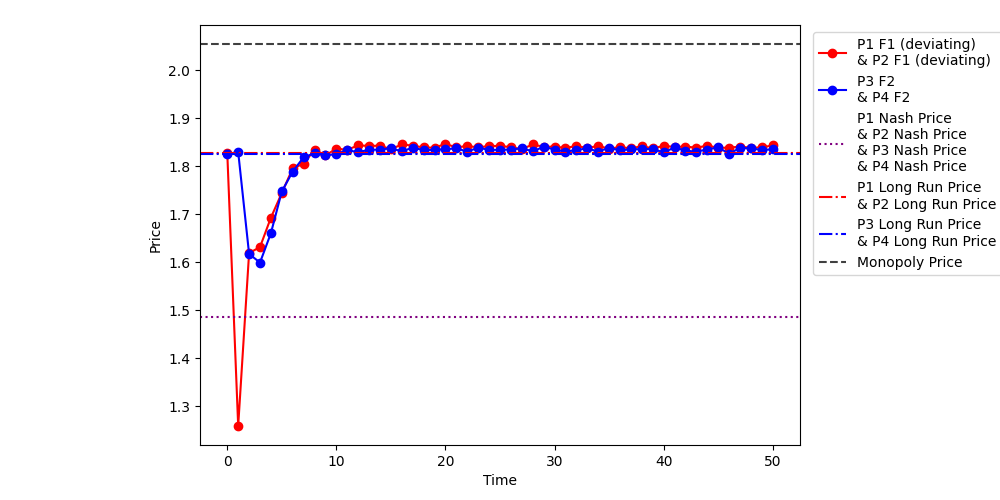 2.0
1.9
1.8
1.7
1.6
1.5
1.4
1.3
Price
0
10
20
30
40
50
Time
P1 F1 (deviating)
& P2 F1 (deviating)
P3 F2
& P4 F2
P1 Nash Price
& P2 Nash Price
& P3 Nash Price
& P4 Nash Price
P1 Long Run Price
& P2 Long Run Price
P3 Long Run Price
& P4 Long Run Price
Monopoly Price